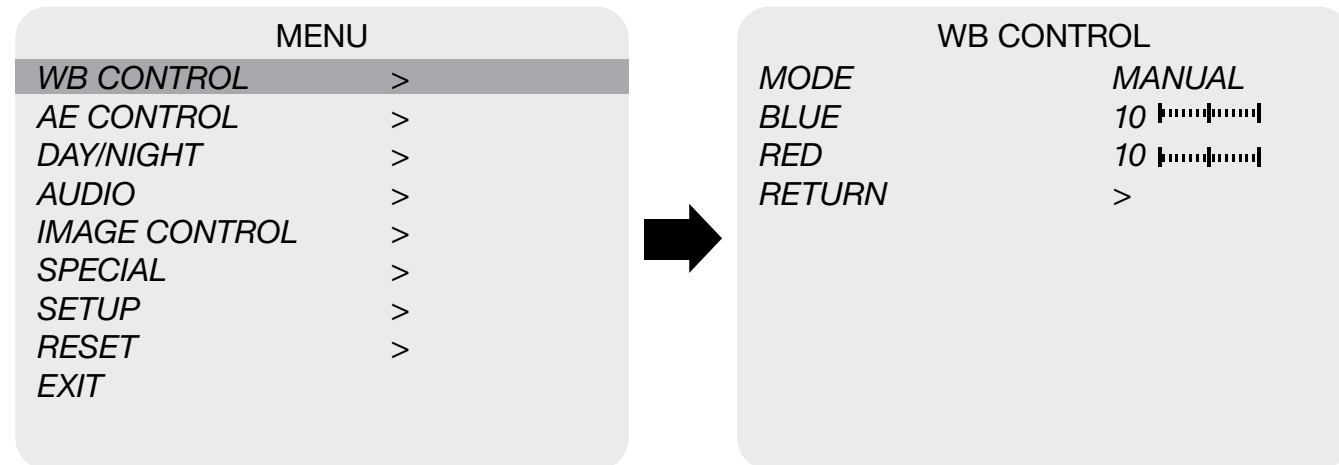 MENU
WB CONTROL >
AE CONTROL >
DAY/NIGHT >
AUDIO >
IMAGE CONTROL >
SPECIAL >
SETUP >
RESET >
EXIT
WB CONTROL
MODE MANUAL
BLUE 10
RED 10
RETURN >